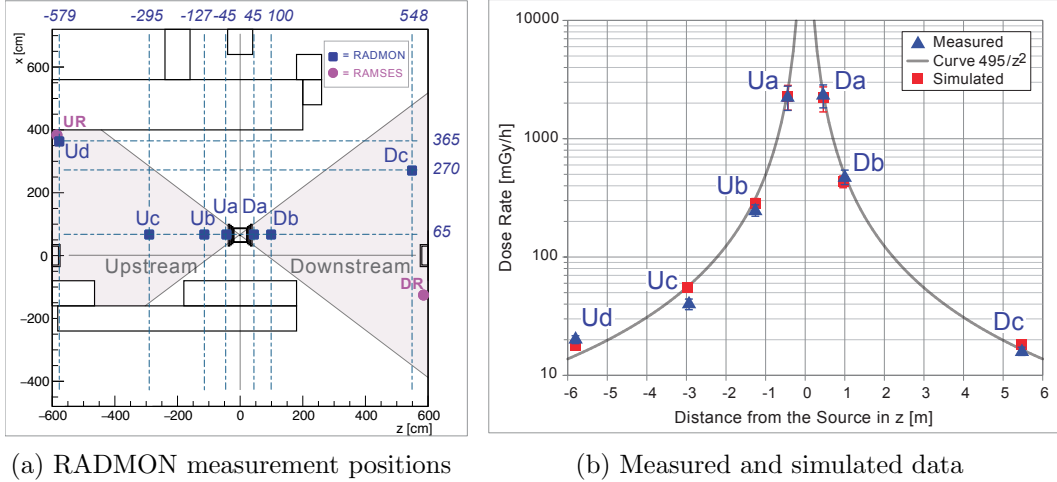 -579 -295 -127 -45 45 100 548
x [cm]
600
400
200
0
−200
−400
−600 −400 −200 0 200 400 600
z [cm]
= RADMON
= RAMSES
UR
Ud
Uc
Ub
Ua
Da
Db
Dc
DR
Upstream
Downstream
365
270
65
(a) RADMON measurement positions
Dose Rate [mGy/h]
10000
1000
100
10
-6 -5 -4 -3 -2 -1 0 1 2 3 4 5 6
Distance from the Source in z [m]
Measured
Curve 495/z²
Simulated
Ua
Da
Ub
Db
Uc
Ud
Dc
(b) Measured and simulated data